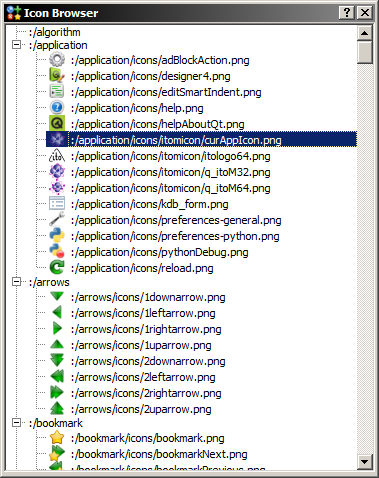 Icon Browser
:/algorithm
:/application
:/application/icons/adBlockAction.png
:/application/icons/designer4.png
:/application/icons/editSmartIndent.png
:/application/icons/help.png
:/application/icons/helpAboutQt.png
:/application/icons/itomicon/curAppIcon.png
:/application/icons/itomicon/itologo64.png
:/application/icons/itomicon/q_itoM32.png
:/application/icons/itomicon/q_itoM64.png
:/application/icons/kdb_form.png
:/application/icons/preferences-general.png
:/application/icons/preferences-python.png
:/application/icons/pythonDebug.png
:/application/icons/reload.png
:/arrows
:/arrows/icons/1downarrow.png
:/arrows/icons/1leftarrow.png
:/arrows/icons/1rightarrow.png
:/arrows/icons/1uparrow.png
:/arrows/icons/2downarrow.png
:/arrows/icons/2leftarrow.png
:/arrows/icons/2rightarrow.png
:/arrows/icons/2uparrow.png
:/bookmark
:/bookmark/icons/bookmark.png
:/bookmark/icons/bookmarkNext.png
:/bookmark/icons/bookmarkPrevious.png